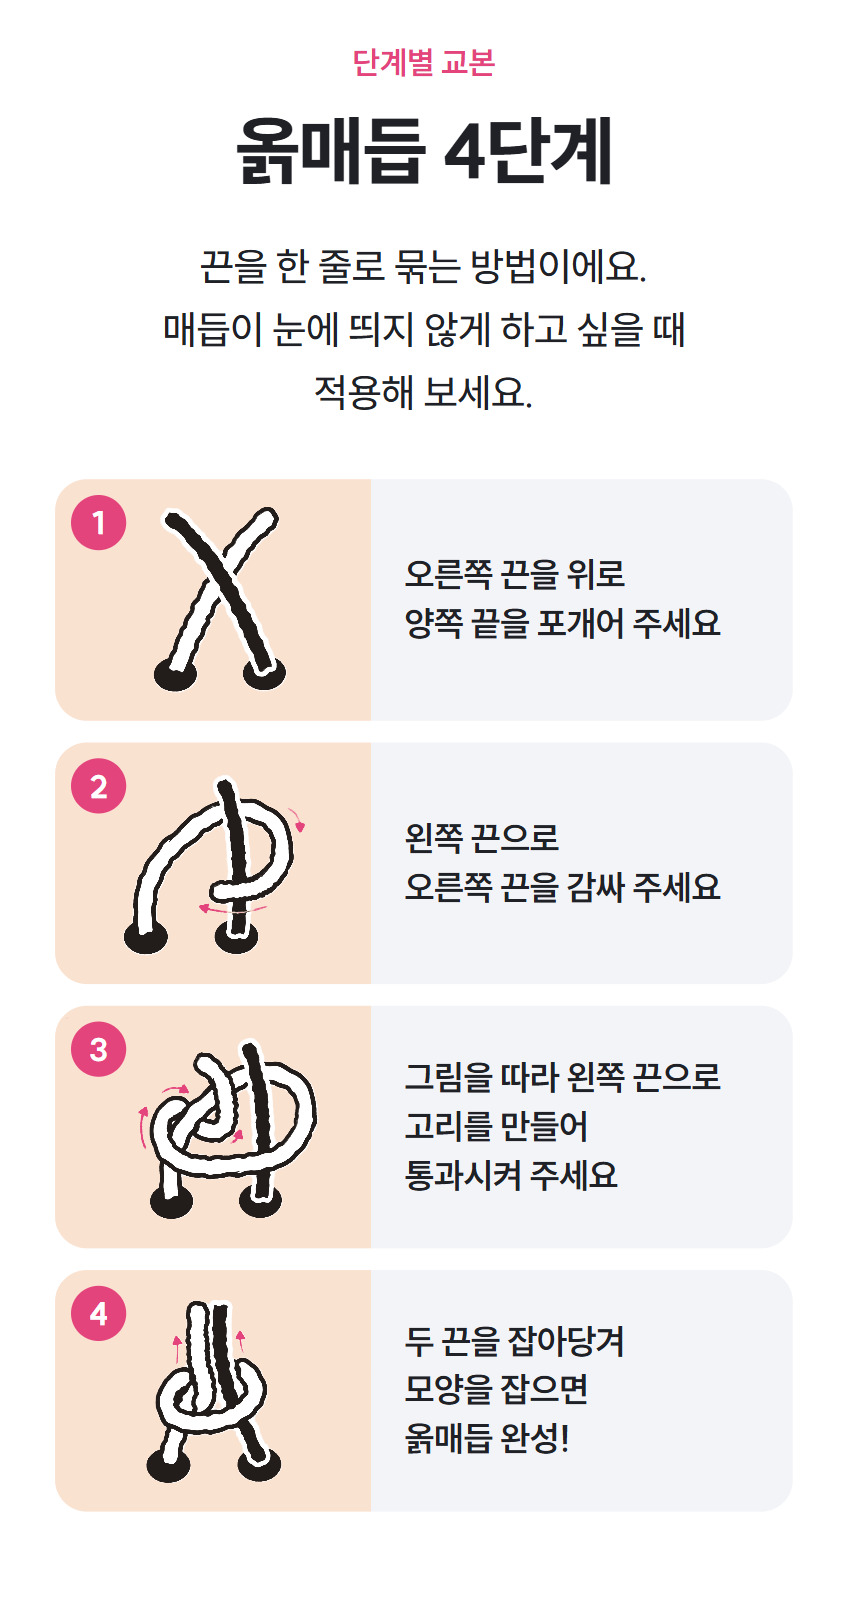 단계별 교본
옭매듭 4단계
끈을 한 줄로 묶는 방법이에요.
매듭이 눈에 띄지 않게 하고 싶을 때
적용해 보세요.
1
오른쪽 끈을 위로
양쪽 끝을 포개어 주세요
2
왼쪽 끈으로
오른쪽 끈을 감싸 주세요
3
그림을 따라 왼쪽 끈으로
고리를 만들어
통과시켜 주세요
4
두 끈을 잡아당겨
모양을 잡으면
옭매듭 완성!